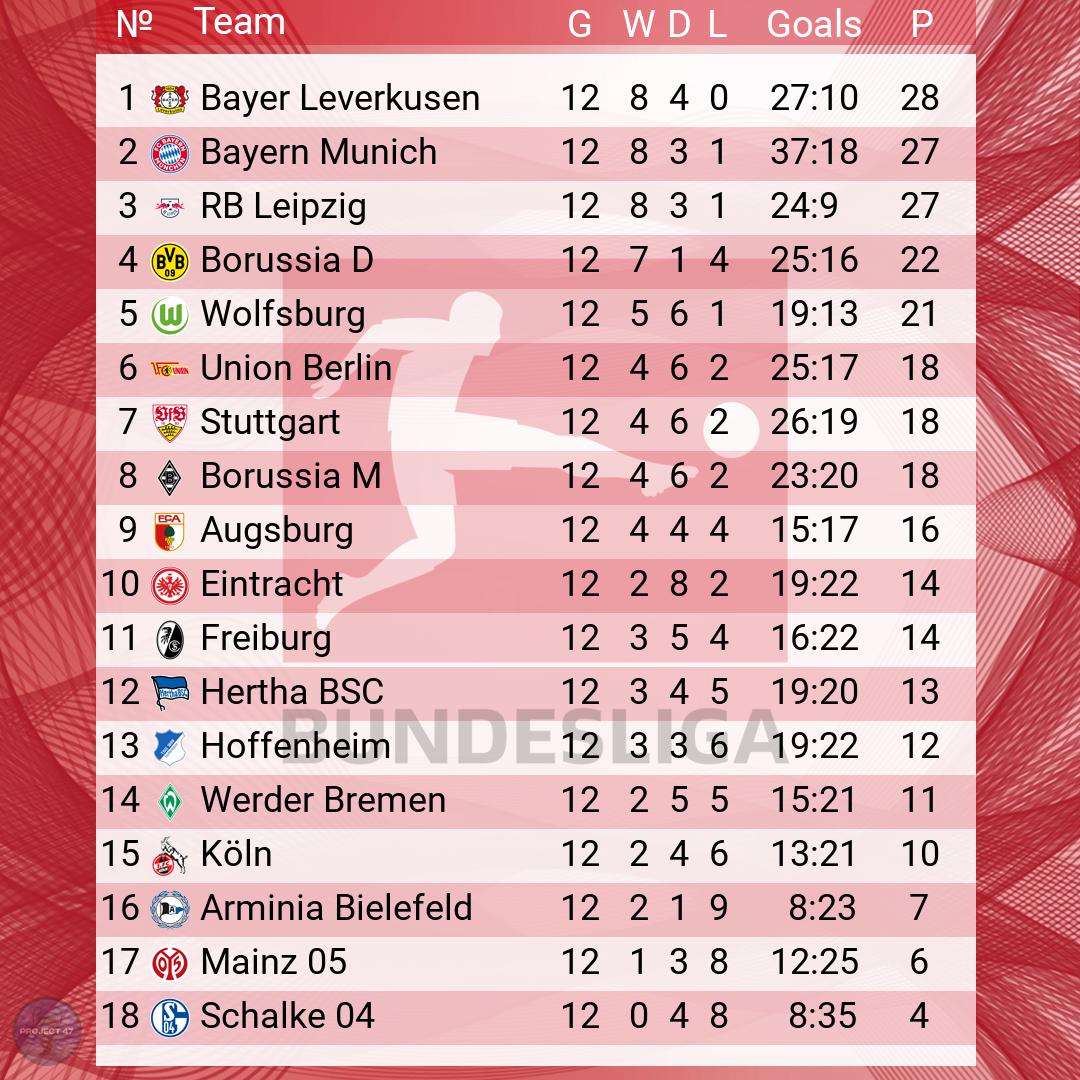 № Team G W D L Goals P
1 Bayer Leverkusen 12 8 4 0 27:10 28
2 Bayern Munich 12 8 3 1 37:18 27
3 RB Leipzig 12 8 3 1 24:9 27
4 BVB 09 Borussia D 12 7 1 4 25:16 22
5 W Wolfsburg 12 5 6 1 19:13 21
6 Union Berlin 12 4 6 2 25:17 18
7 Stuttgart 12 4 6 2 26:19 18
8 Borussia M 12 4 6 2 23:20 18
9 FCA Augsburg 12 4 4 4 15:17 16
10 Eintracht 12 2 8 2 19:22 14
11 Freiburg 12 3 5 4 16:22 14
12 Hertha BSC 12 3 4 5 19:20 13
BUNDESLIGA
13 Hoffenheim 12 3 3 6 19:22 12
14 W Werder Bremen 12 2 5 5 15:21 11
15 Köln 12 2 4 6 13:21 10
16 A Arminia Bielefeld 12 2 1 9 8:23 7
17 Mainz 05 12 1 3 8 12:25 6
18 S 04 Schalke 04 12 0 4 8 8:35 4
PROJECT 47